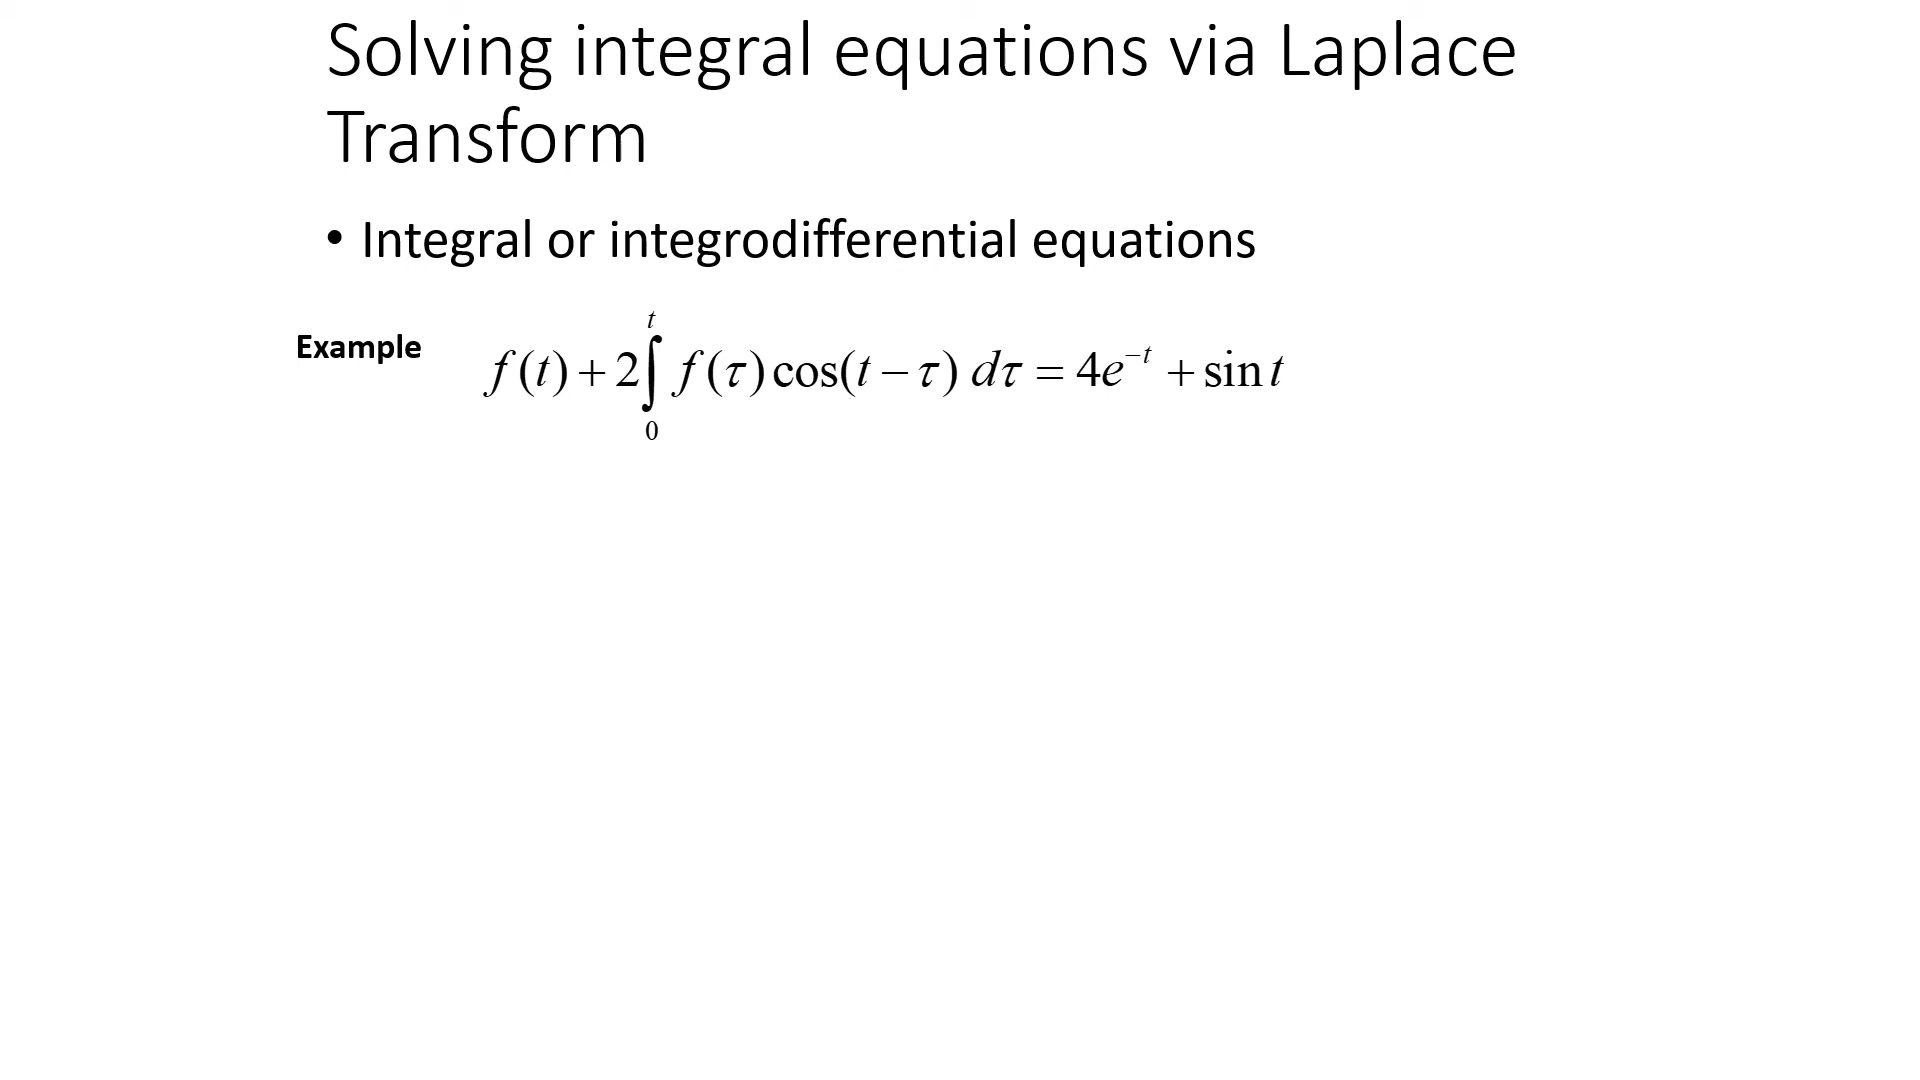 Solving integral equations via Laplace
Transform
• Integral or integrodifferential equations
Example f(t) + 2∫₀ᵗ f(τ)cos(t − τ) dτ = 4e⁻ᵗ + sin t